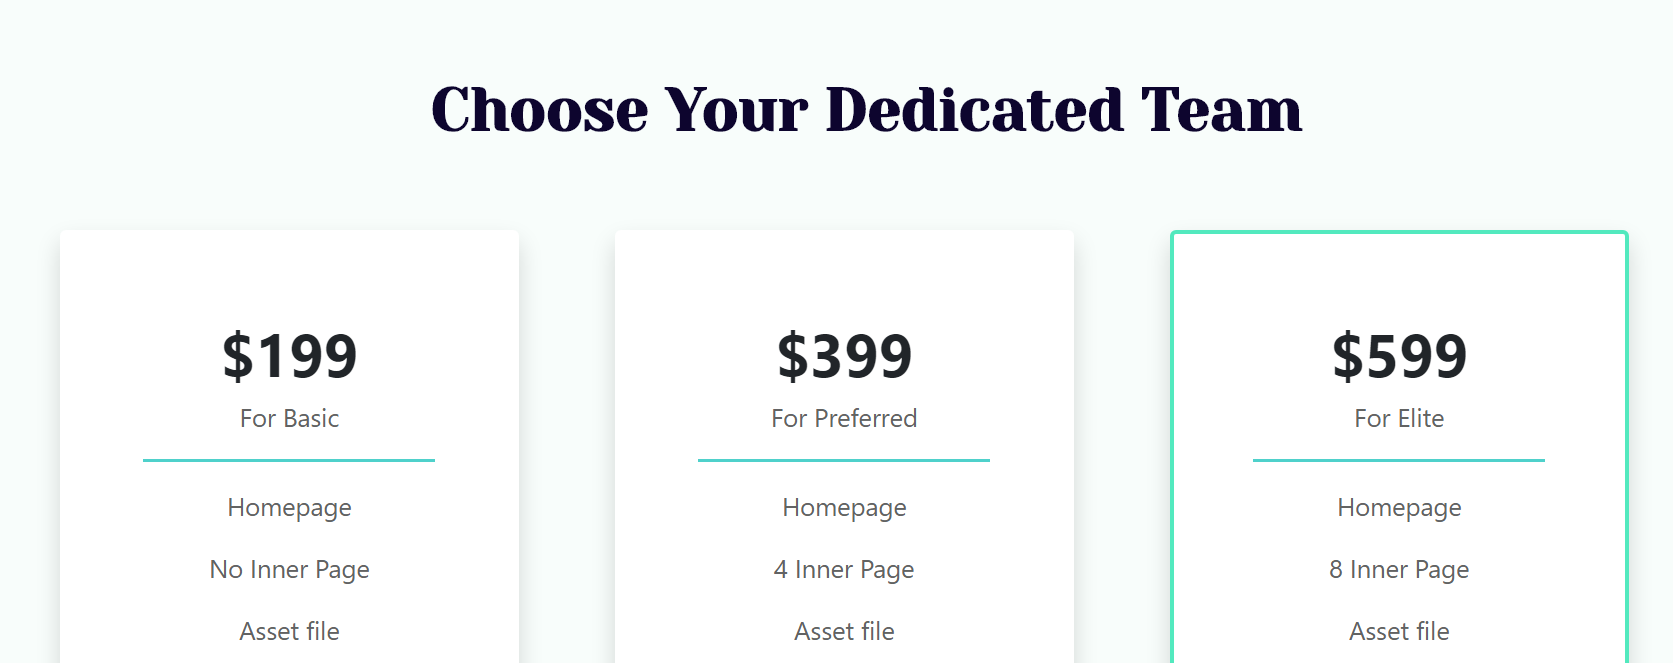 Choose Your Dedicated Team
$199
For Basic
Homepage
No Inner Page
Asset file
$399
For Preferred
Homepage
4 Inner Page
Asset file
$599
For Elite
Homepage
8 Inner Page
Asset file